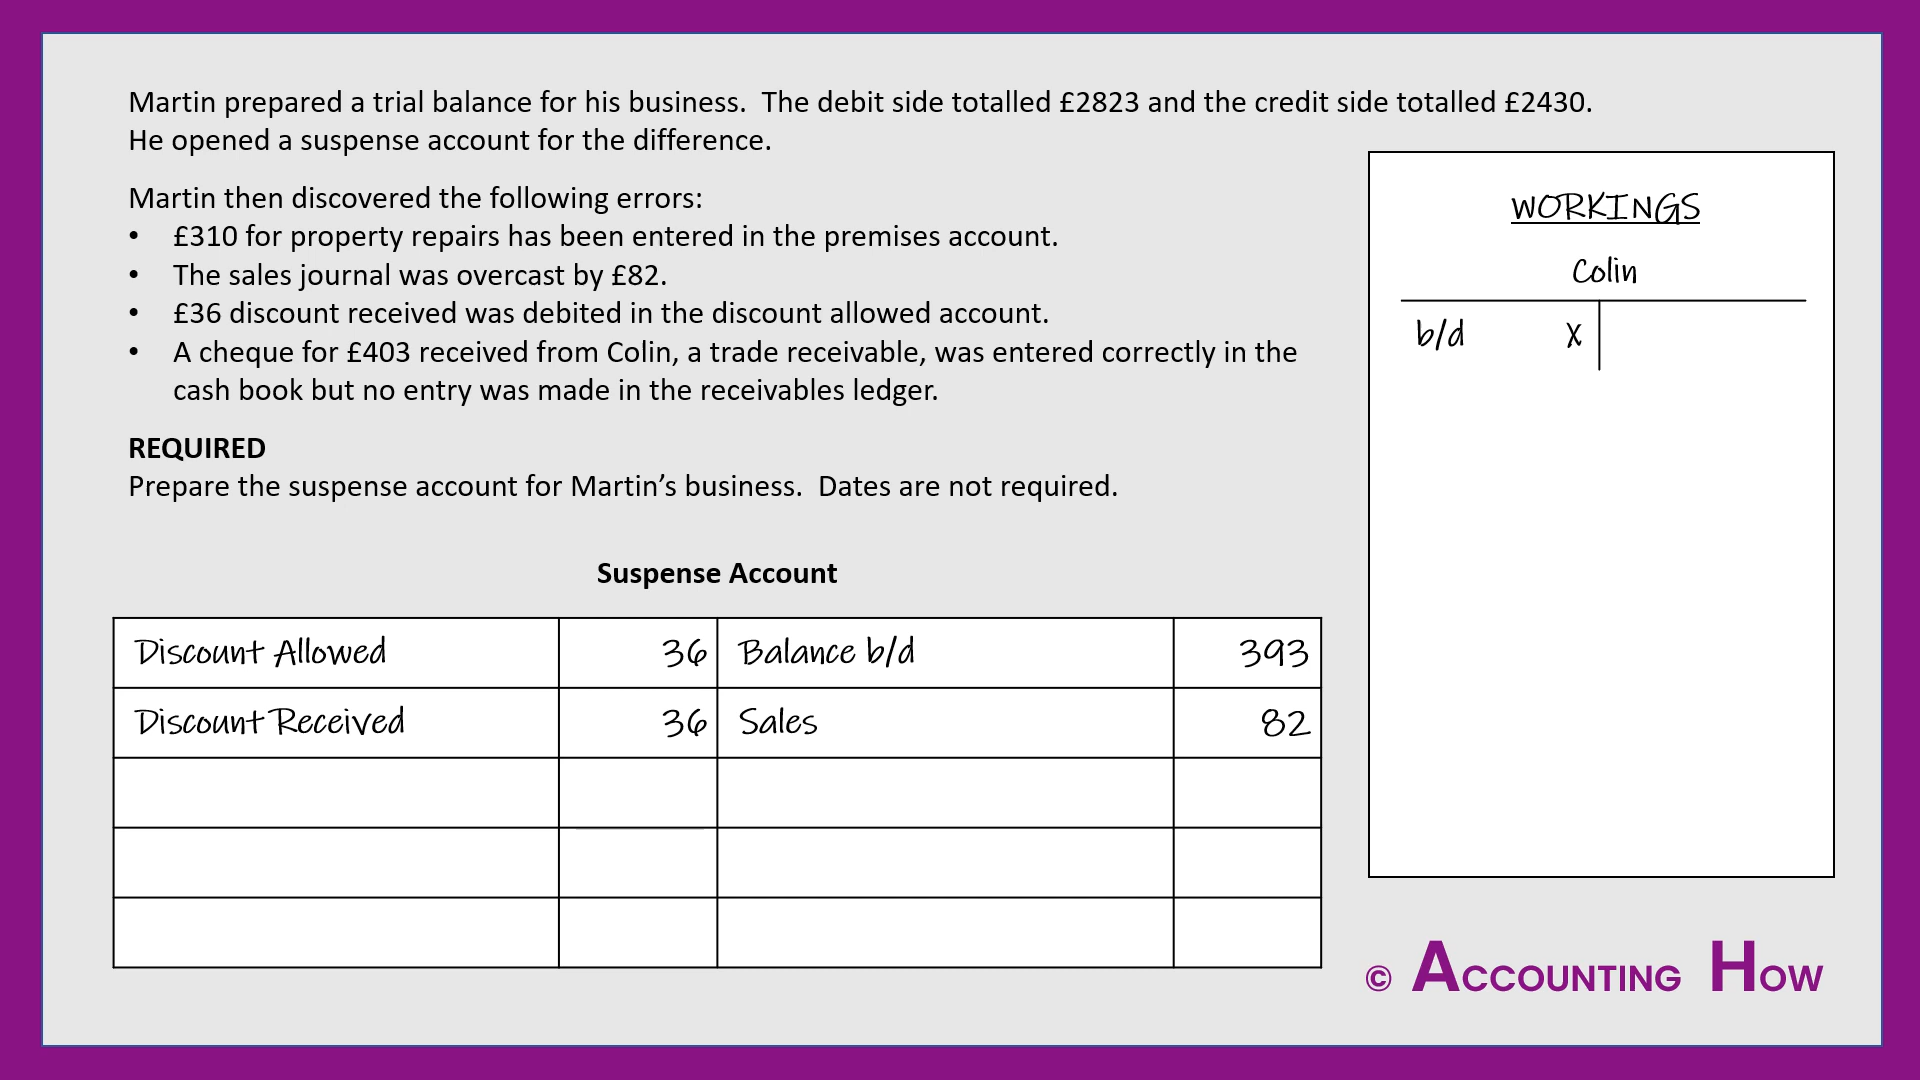 Martin prepared a trial balance for his business.  The debit side totalled £2823 and the credit side totalled £2430.
He opened a suspense account for the difference.
Martin then discovered the following errors:
• £310 for property repairs has been entered in the premises account.
• The sales journal was overcast by £82.
• £36 discount received was debited in the discount allowed account.
• A cheque for £403 received from Colin, a trade receivable, was entered correctly in the
cash book but no entry was made in the receivables ledger.
REQUIRED
Prepare the suspense account for Martin’s business.  Dates are not required.
Suspense Account
Discount Allowed 36 Balance b/d 393
Discount Received 36 Sales 82
WORKINGS
Colin
b/d X
© Accounting How